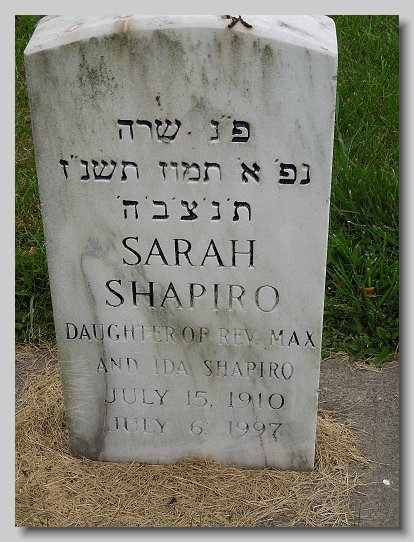 פ״נ שרה
נפ׳ א׳ תמוז תשנ״ז
ת׳נ׳צ׳ב׳ה׳
SARAH
SHAPIRO
DAUGHTER OF REV. MAX
AND IDA SHAPIRO
JULY 15, 1910
JULY 6, 1997